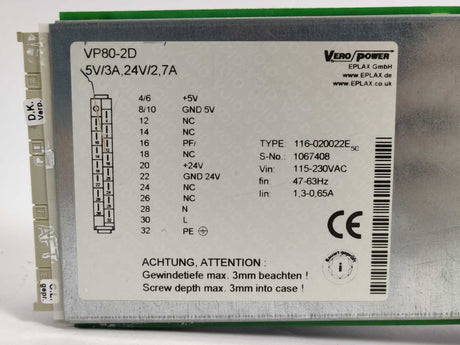 VP80-2D
5V/3A,24V/2,7A
VERO POWER
EPLAX GmbH
www.EPLAX.de
www.EPLAX.co.uk
4/6 +5V
8/10 GND 5V
12 NC
14 NC
16 PF/
18 NC
20 +24V
22 GND 24V
24 NC
26 NC
28 N
30 L
32 PE
TYPE: 116-020022E SC
S-No.: 1067408
Vin: 115-230VAC
fin: 47-63Hz
Iin: 1,3-0,65A
CE
ACHTUNG, ATTENTION :
Gewindetiefe max. 3mm beachten !
Screw depth max. 3mm into case !
D.K.